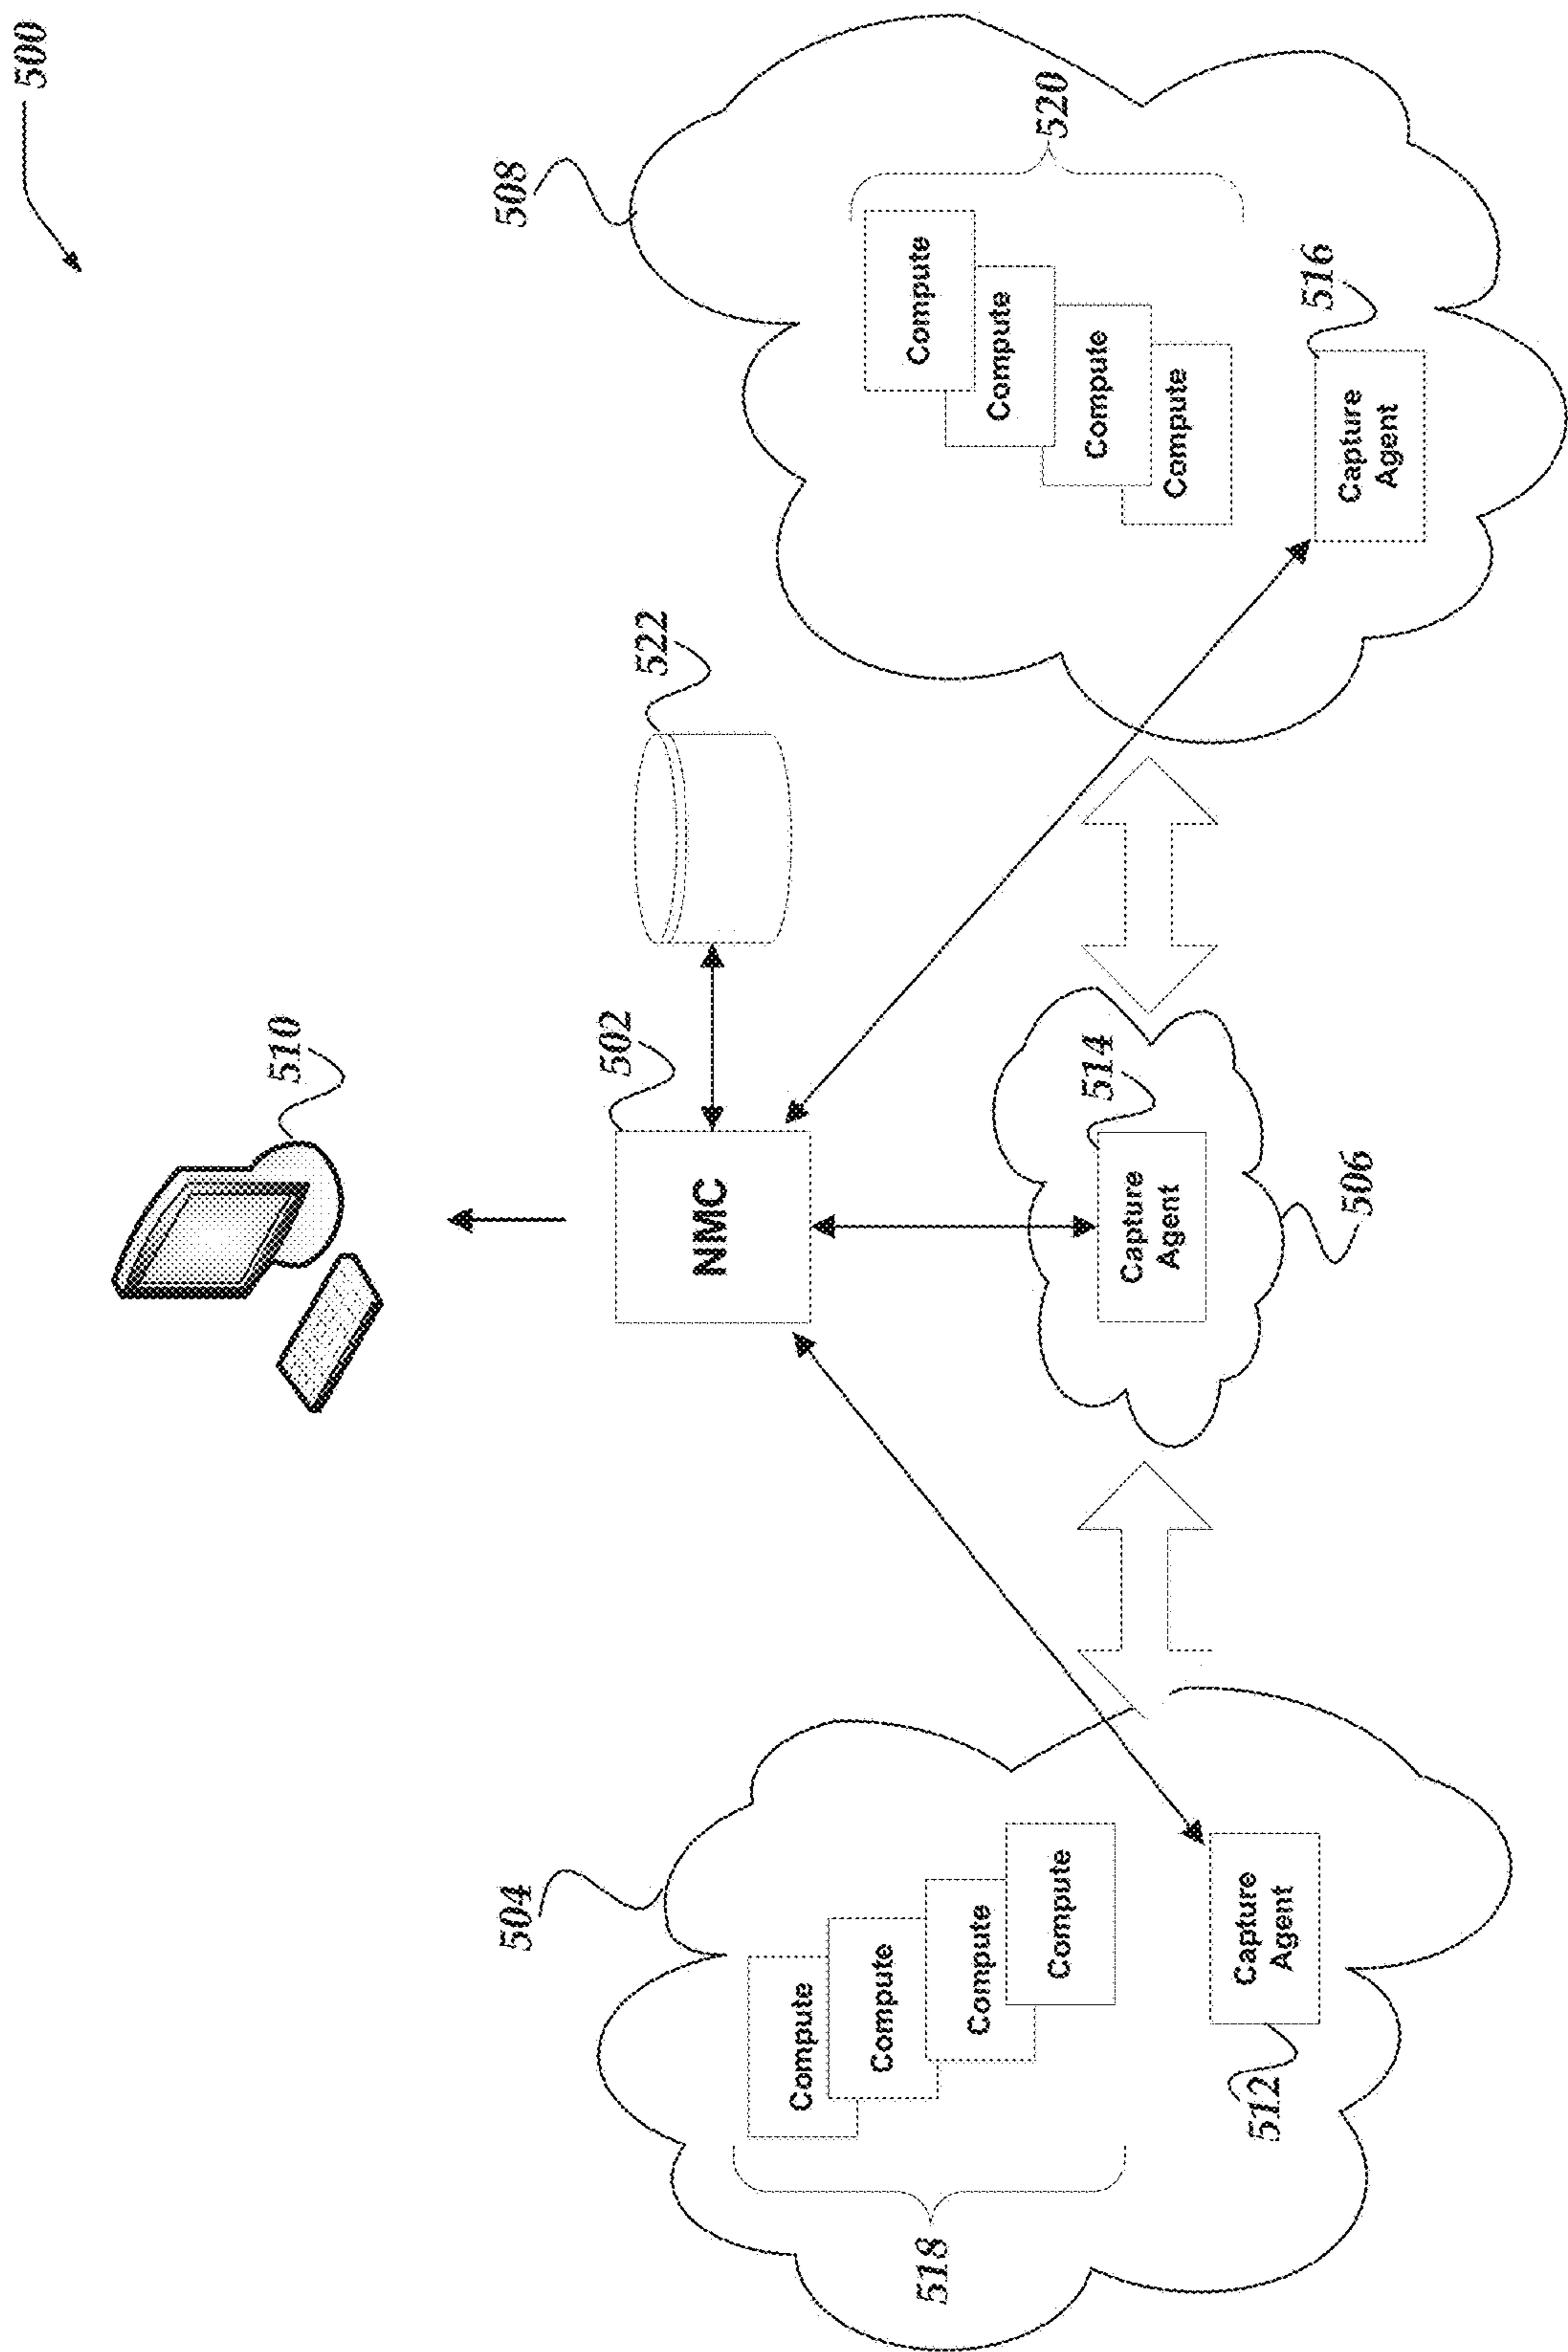 500
510
504
508
502
522
NMC
518
Compute
Compute
Compute
Compute
520
Compute
Compute
Compute
Compute
514
Capture
Agent
512
Capture
Agent
516
Capture
Agent
506